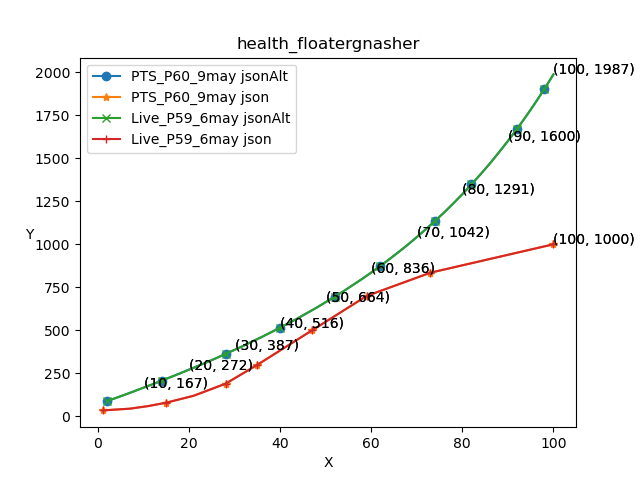 health_floatergnasher
PTS_P60_9may jsonAlt
PTS_P60_9may json
Live_P59_6may jsonAlt
Live_P59_6may json
(100, 1987)
(90, 1600)
(80, 1291)
(70, 1042)
(100, 1000)
(60, 836)
(50, 664)
(40, 516)
(30, 387)
(20, 272)
(10, 167)
2000
1750
1500
1250
1000
750
500
250
0
Y
0 20 40 60 80 100
X